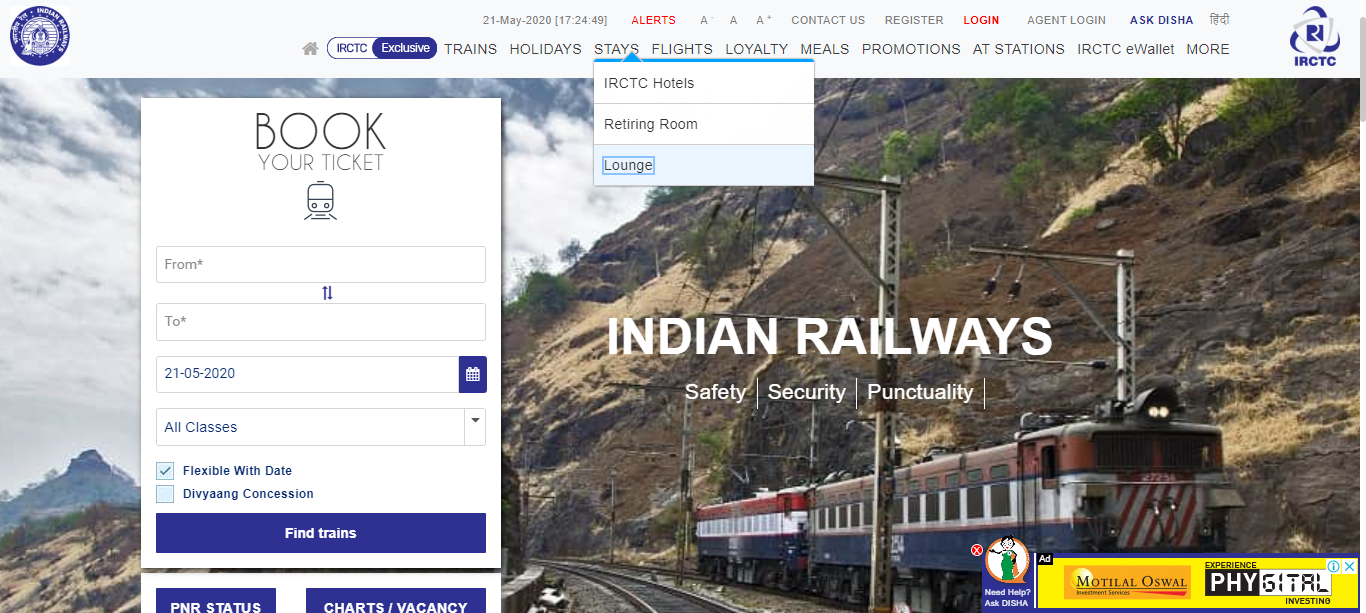 INDIAN RAILWAYS
21-May-2020 [17:24:49] ALERTS A- A A+ CONTACT US REGISTER LOGIN AGENT LOGIN ASK DISHA हिंदी
IRCTC Exclusive TRAINS HOLIDAYS STAYS FLIGHTS LOYALTY MEALS PROMOTIONS AT STATIONS IRCTC eWallet MORE
IRCTC
IRCTC Hotels
Retiring Room
Lounge
BOOK
YOUR TICKET
From*
To*
21-05-2020
All Classes
Flexible With Date
Divyaang Concession
Find trains
PNR STATUS CHARTS / VACANCY
INDIAN RAILWAYS
Safety Security Punctuality
Need Help?
Ask DISHA
Ad
MOTILAL OSWAL
Investment Services
EXPERIENCE
PHYGITAL
INVESTING